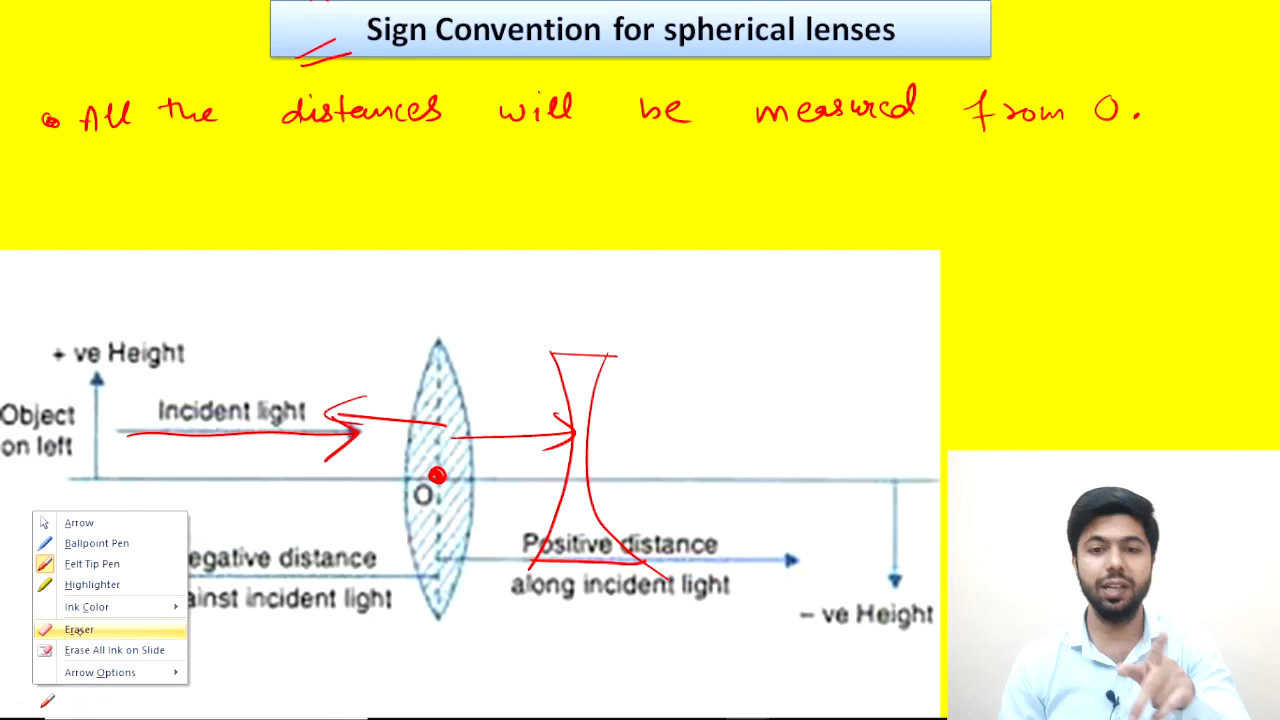 Sign Convention for spherical lenses
• All the distances will be measured from O.
+ ve Height
Incident light
Object
on left
O
Arrow
Ballpoint Pen
Felt Tip Pen
Highlighter
Ink Color
Eraser
Erase All Ink on Slide
Arrow Options
egative distance
ainst incident light
Positive distance
along incident light
– ve Height